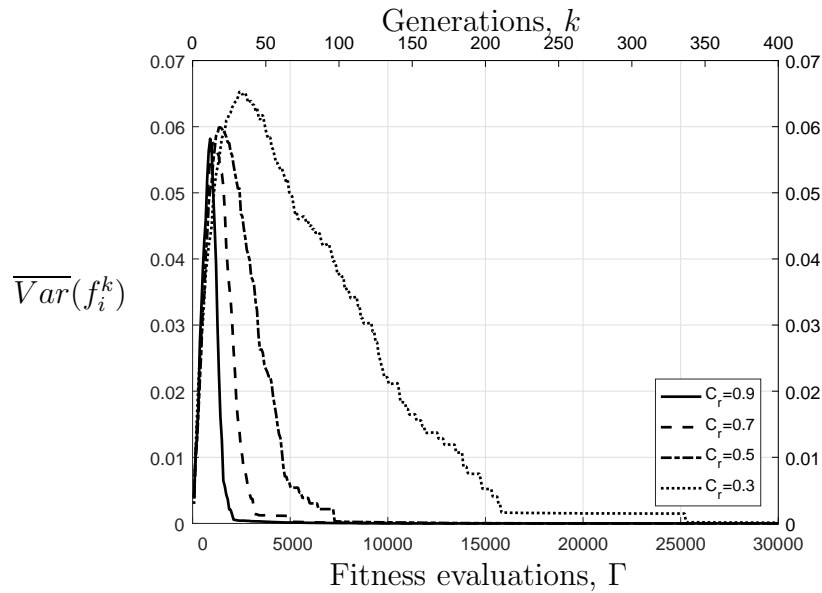 Generations, k
0 50 100 150 200 250 300 350 400
0.07 0.07
0.06 0.06
0.05 0.05
0.04 0.04
\overline{Var}(f_i^k)
0.03 0.03
0.02 0.02
C_r=0.9
C_r=0.7
0.01 0.01
C_r=0.5
C_r=0.3
0 0
0 5000 10000 15000 20000 25000 30000
Fitness evaluations, Γ